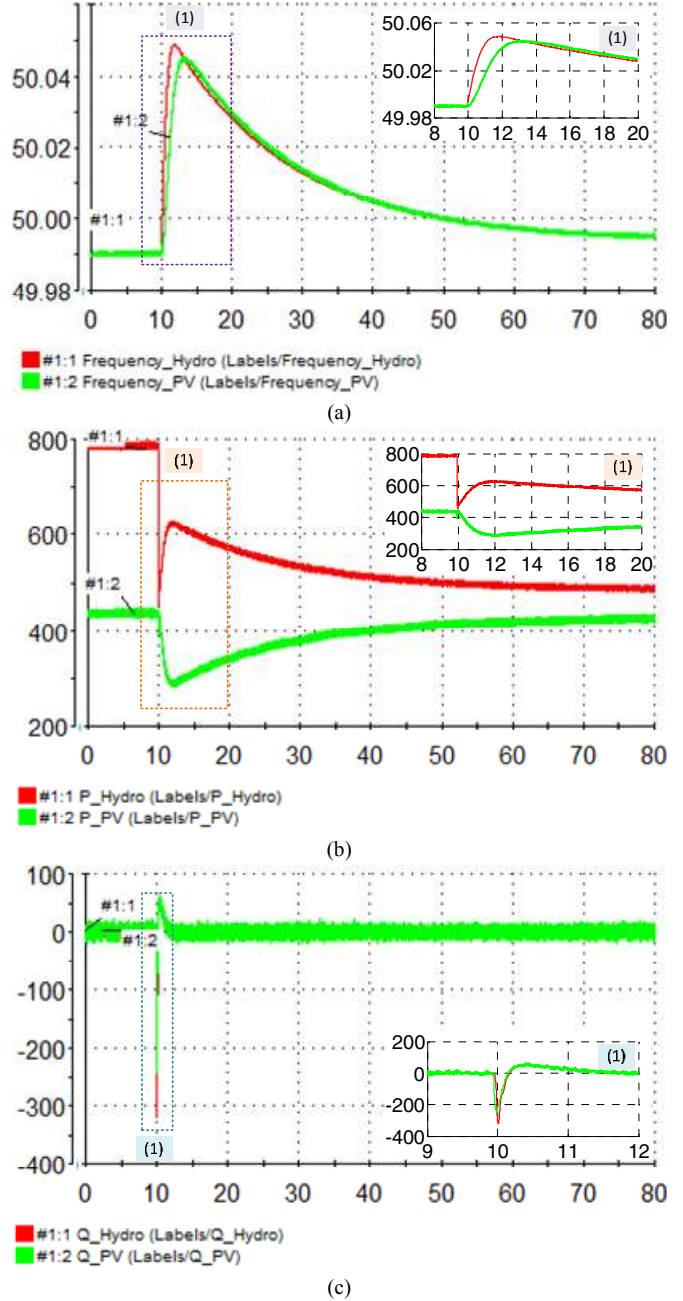 (1)
50.04
50.02
50.00
49.98
#1:2
#1:1
50.06
50.02
49.98
8 10 12 14 16 18 20
(1)
0 10 20 30 40 50 60 70 80
#1:1 Frequency_Hydro (Labels/Frequency_Hydro)
#1:2 Frequency_PV (Labels/Frequency_PV)
(a)
800
600
400
200
#1:1
(1)
#1:2
800
600
400
200
8 10 12 14 16 18 20
(1)
0 10 20 30 40 50 60 70 80
#1:1 P_Hydro (Labels/P_Hydro)
#1:2 P_PV (Labels/P_PV)
(b)
100
0
-100
-200
-300
-400
#1:1
#1:2
(1)
200
0
-200
-400
9 10 11 12
(1)
0 10 20 30 40 50 60 70 80
#1:1 Q_Hydro (Labels/Q_Hydro)
#1:2 Q_PV (Labels/Q_PV)
(c)